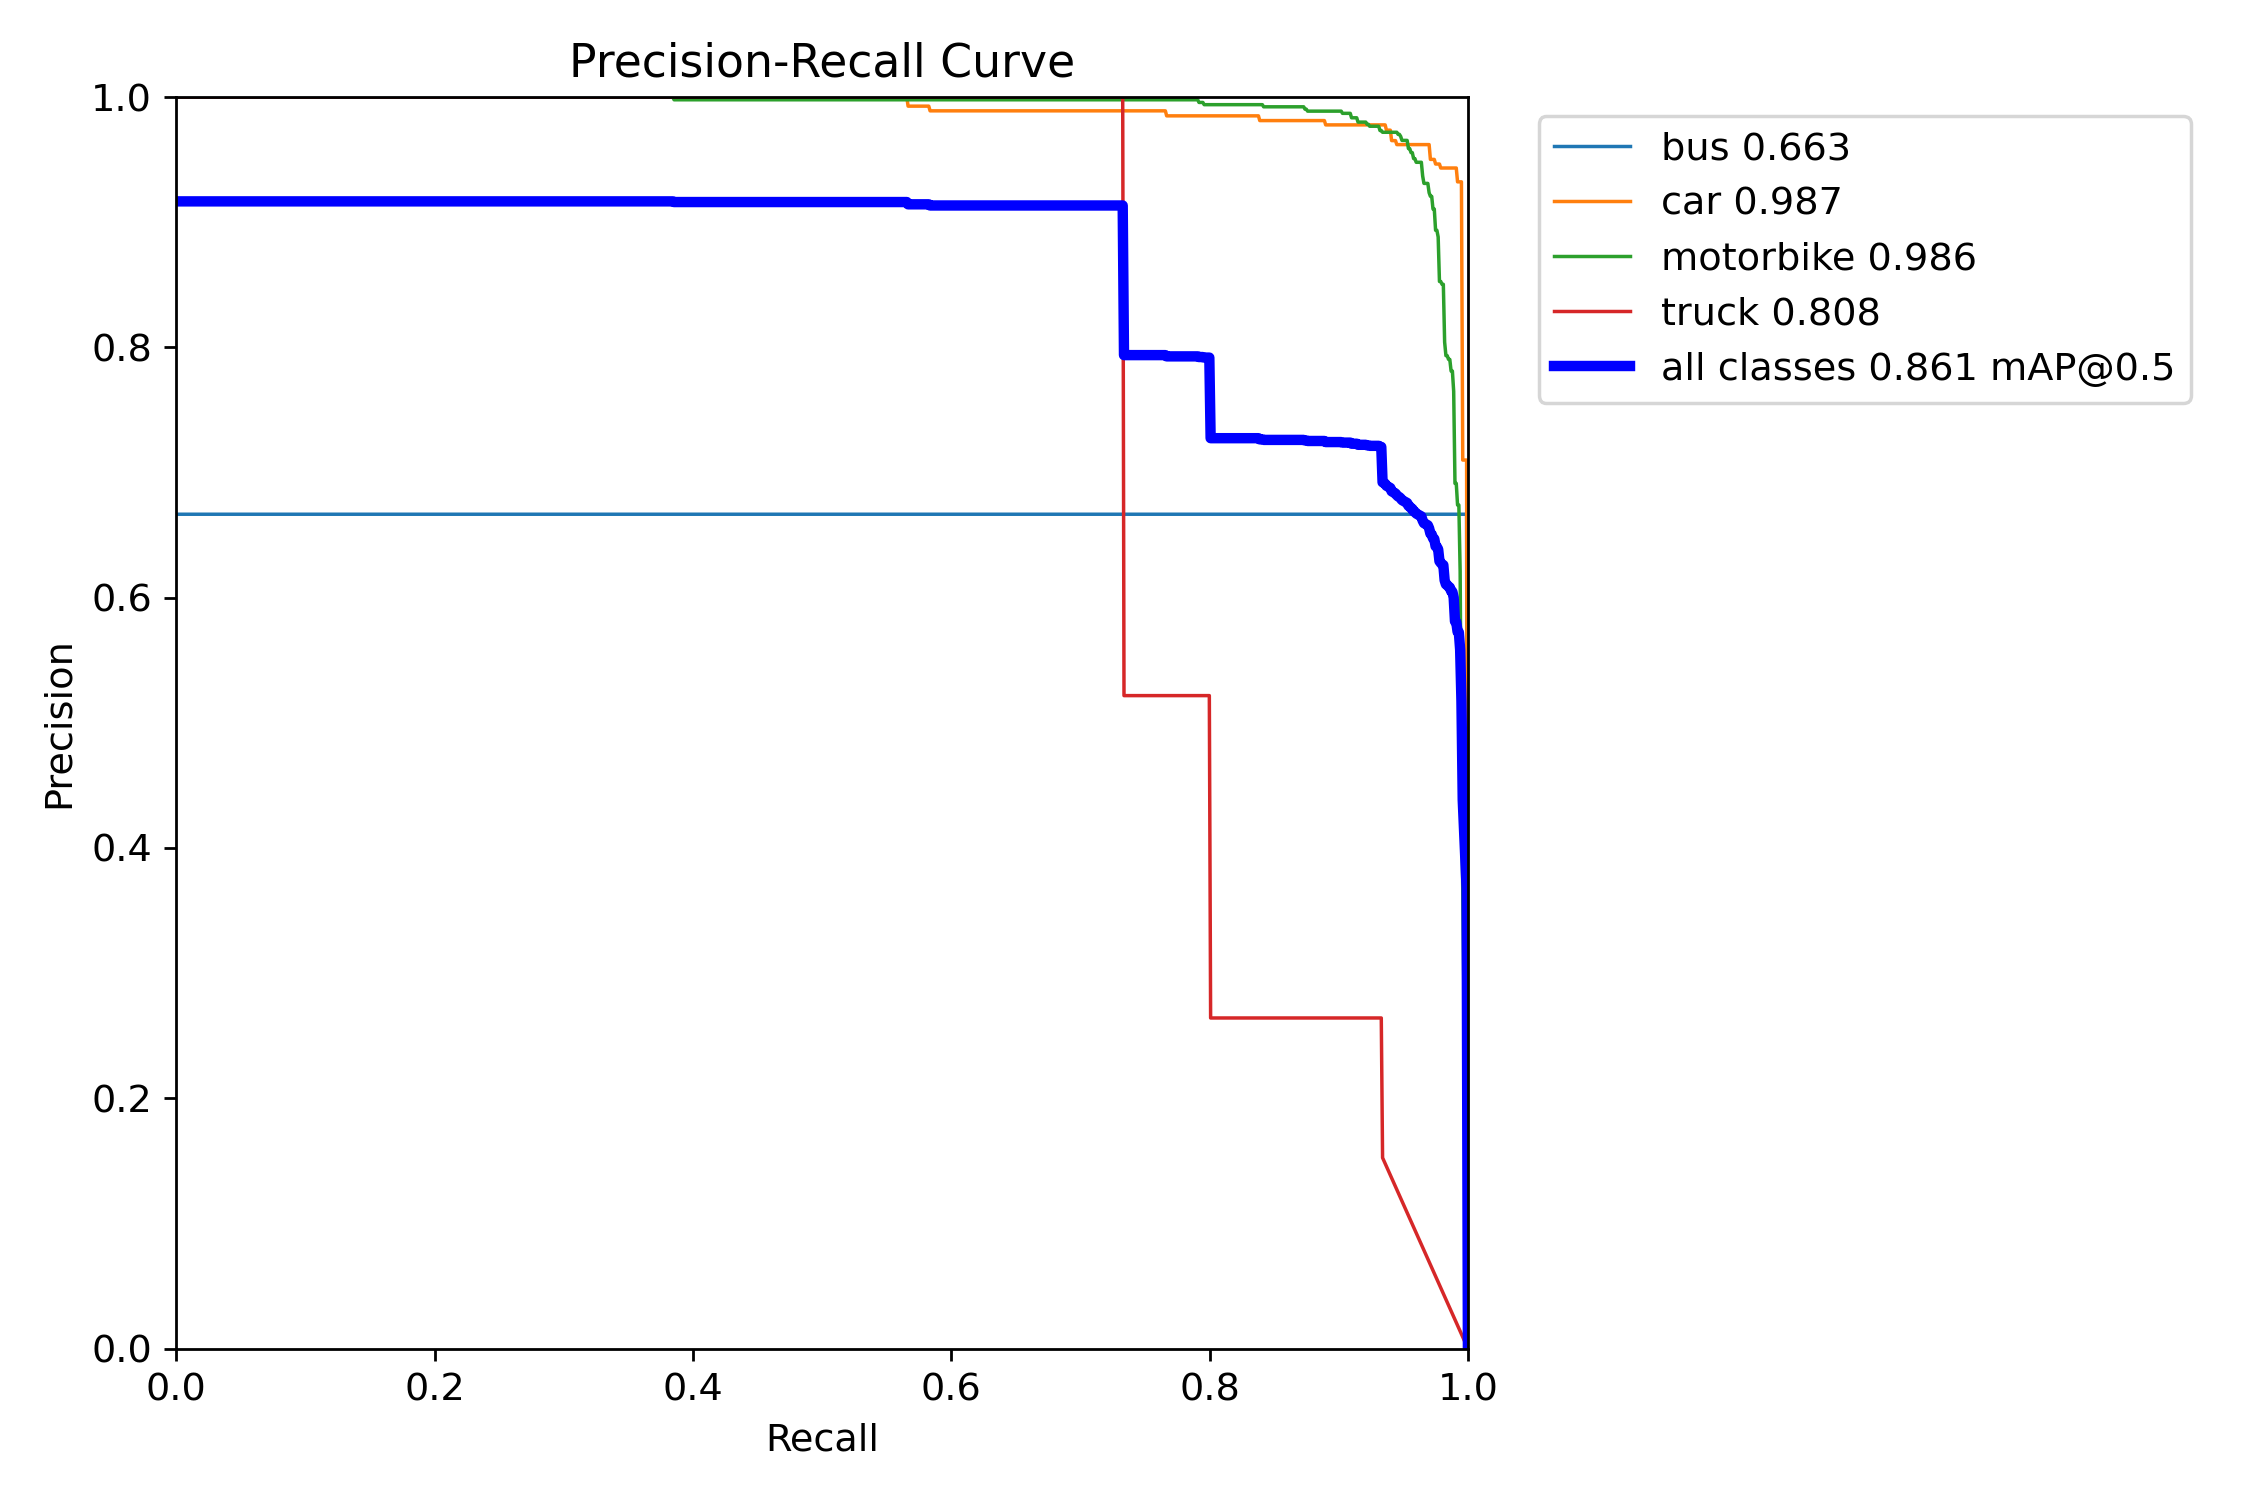 Precision-Recall Curve
1.0
0.8
0.6
0.4
0.2
0.0
Precision
0.0 0.2 0.4 0.6 0.8 1.0
Recall
bus 0.663
car 0.987
motorbike 0.986
truck 0.808
all classes 0.861 mAP@0.5